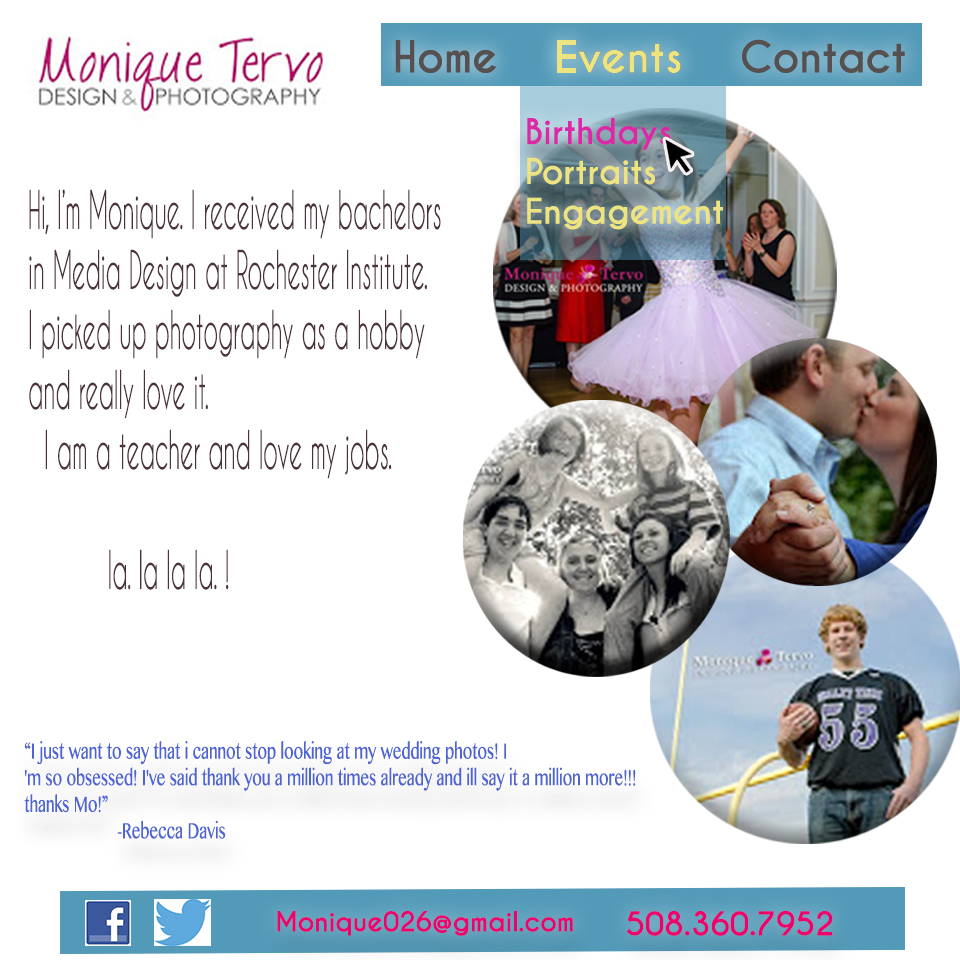 Monique Tervo
DESIGN & PHOTOGRAPHY
Home Events Contact
Birthdays
Portraits
Engagement
Hi, I'm Monique. I received my bachelors
in Media Design at Rochester Institute.
I picked up photography as a hobby
and really love it.
I am a teacher and love my jobs.
la. la la la. !
Monique Tervo
DESIGN & PHOTOGRAPHY
Monique Tervo
55
“I just want to say that i cannot stop looking at my wedding photos! I
'm so obsessed! I've said thank you a million times already and ill say it a million more!!!
thanks Mo!”
-Rebecca Davis
f Monique026@gmail.com 508.360.7952